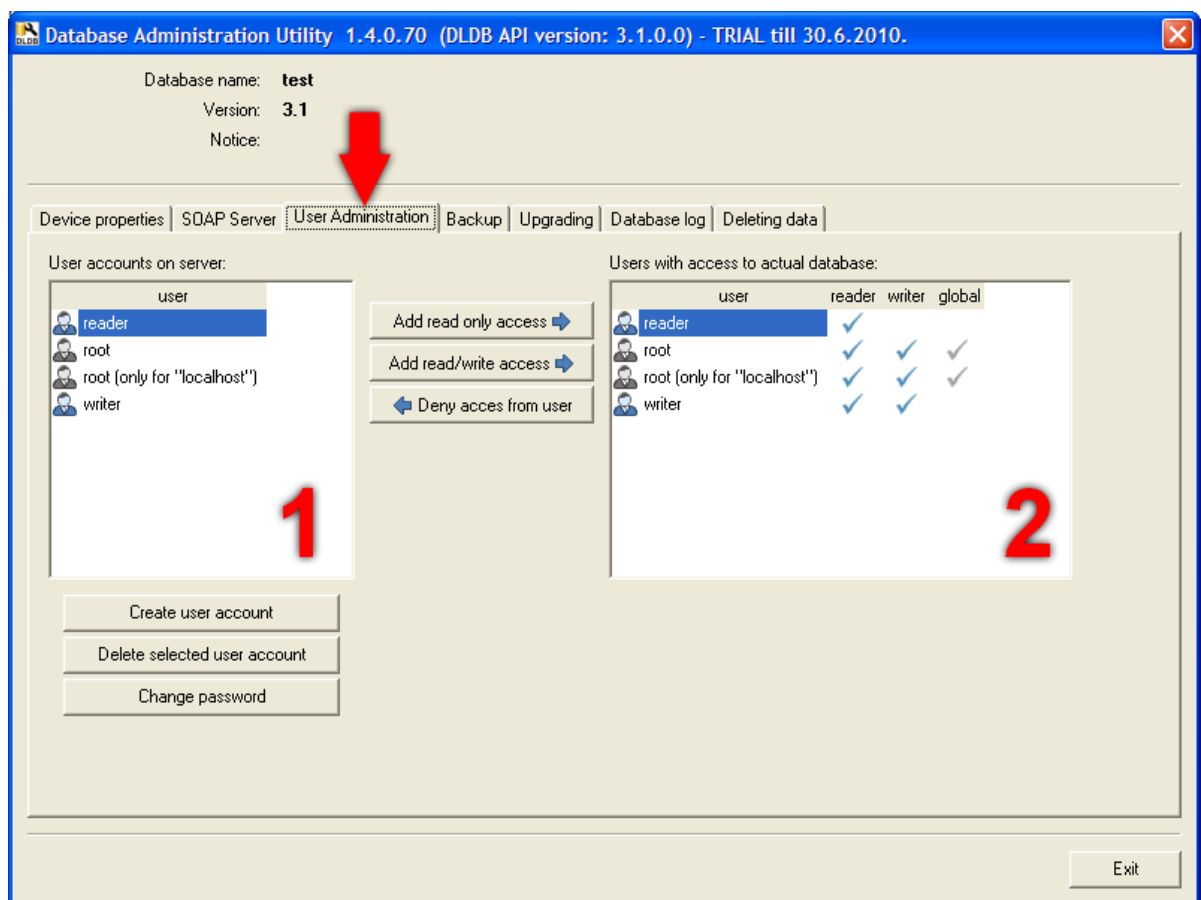 Database Administration Utility 1.4.0.70 (DLDB API version: 3.1.0.0) - TRIAL till 30.6.2010.
Database name: test
Version: 3.1
Notice:
Device properties SOAP Server User Administration Backup Upgrading Database log Deleting data
User accounts on server:
user
reader
root
root (only for "localhost")
writer
1
Add read only access
Add read/write access
Deny acces from user
Users with access to actual database:
user reader writer global
reader
root
root (only for "localhost")
writer
2
Create user account
Delete selected user account
Change password
Exit